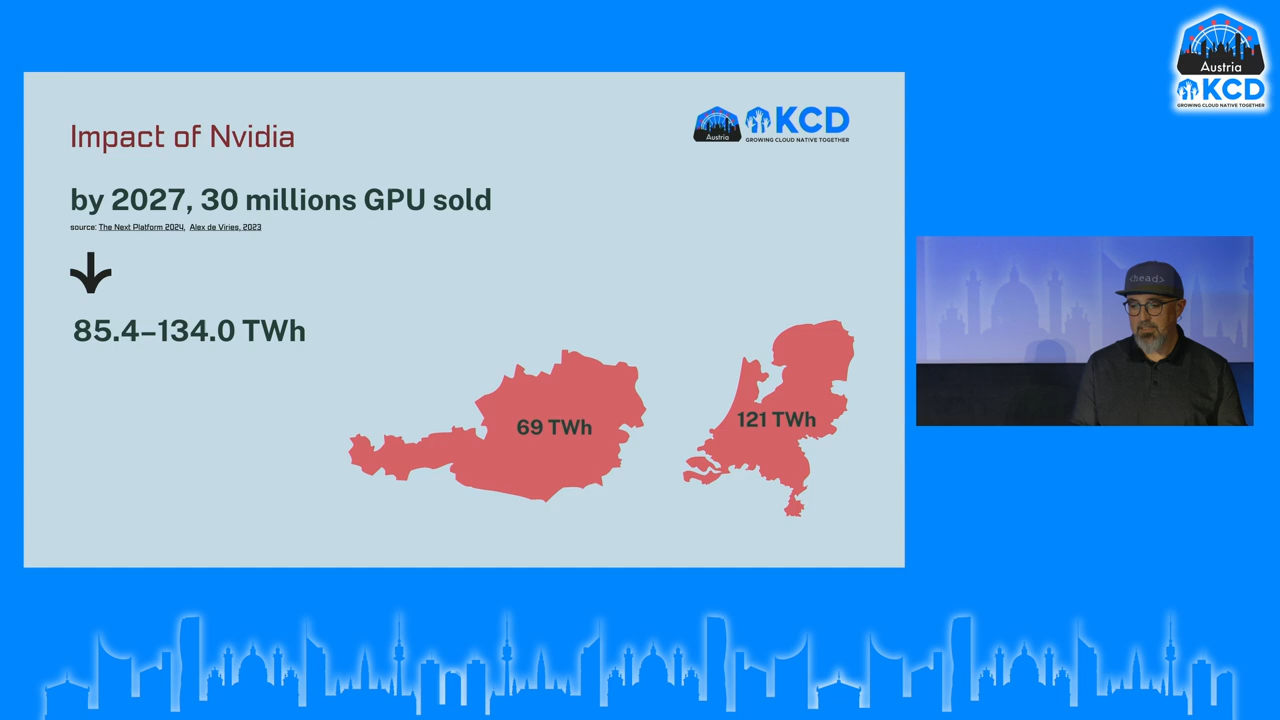 Austria
KCD
GROWING CLOUD NATIVE TOGETHER
Impact of Nvidia
Austria
KCD
GROWING CLOUD NATIVE TOGETHER
by 2027, 30 millions GPU sold
source: The Next Platform 2024, Alex de Viries, 2023
85.4–134.0 TWh
69 TWh
121 TWh
<head>